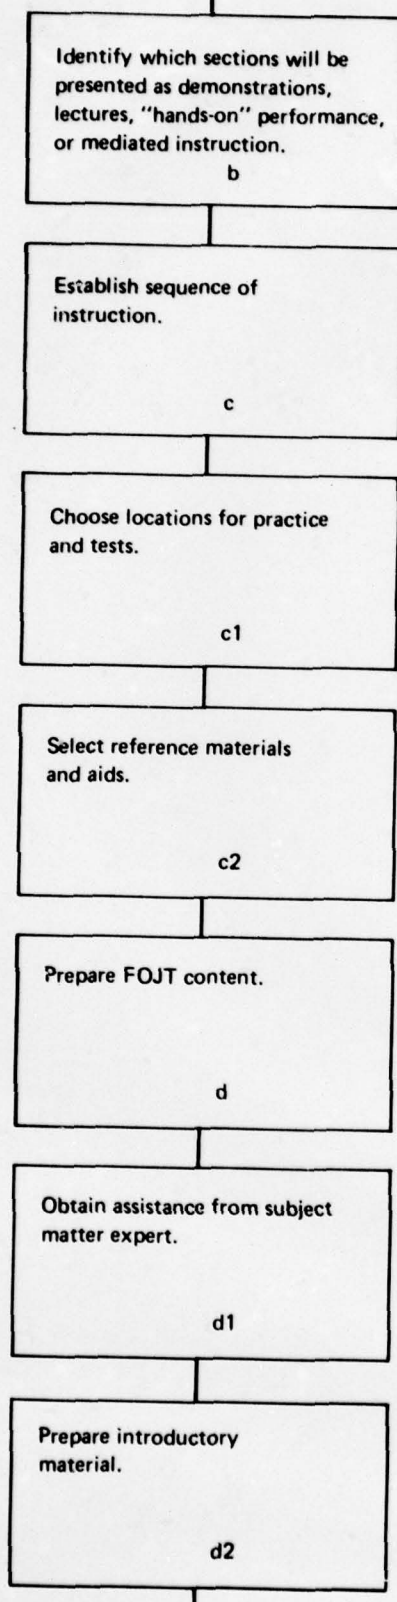 Identify which sections will be
presented as demonstrations,
lectures, "hands-on" performance,
or mediated instruction.
b
Establish sequence of
instruction.
c
Choose locations for practice
and tests.
c1
Select reference materials
and aids.
c2
Prepare FOJT content.
d
Obtain assistance from subject
matter expert.
d1
Prepare introductory
material.
d2